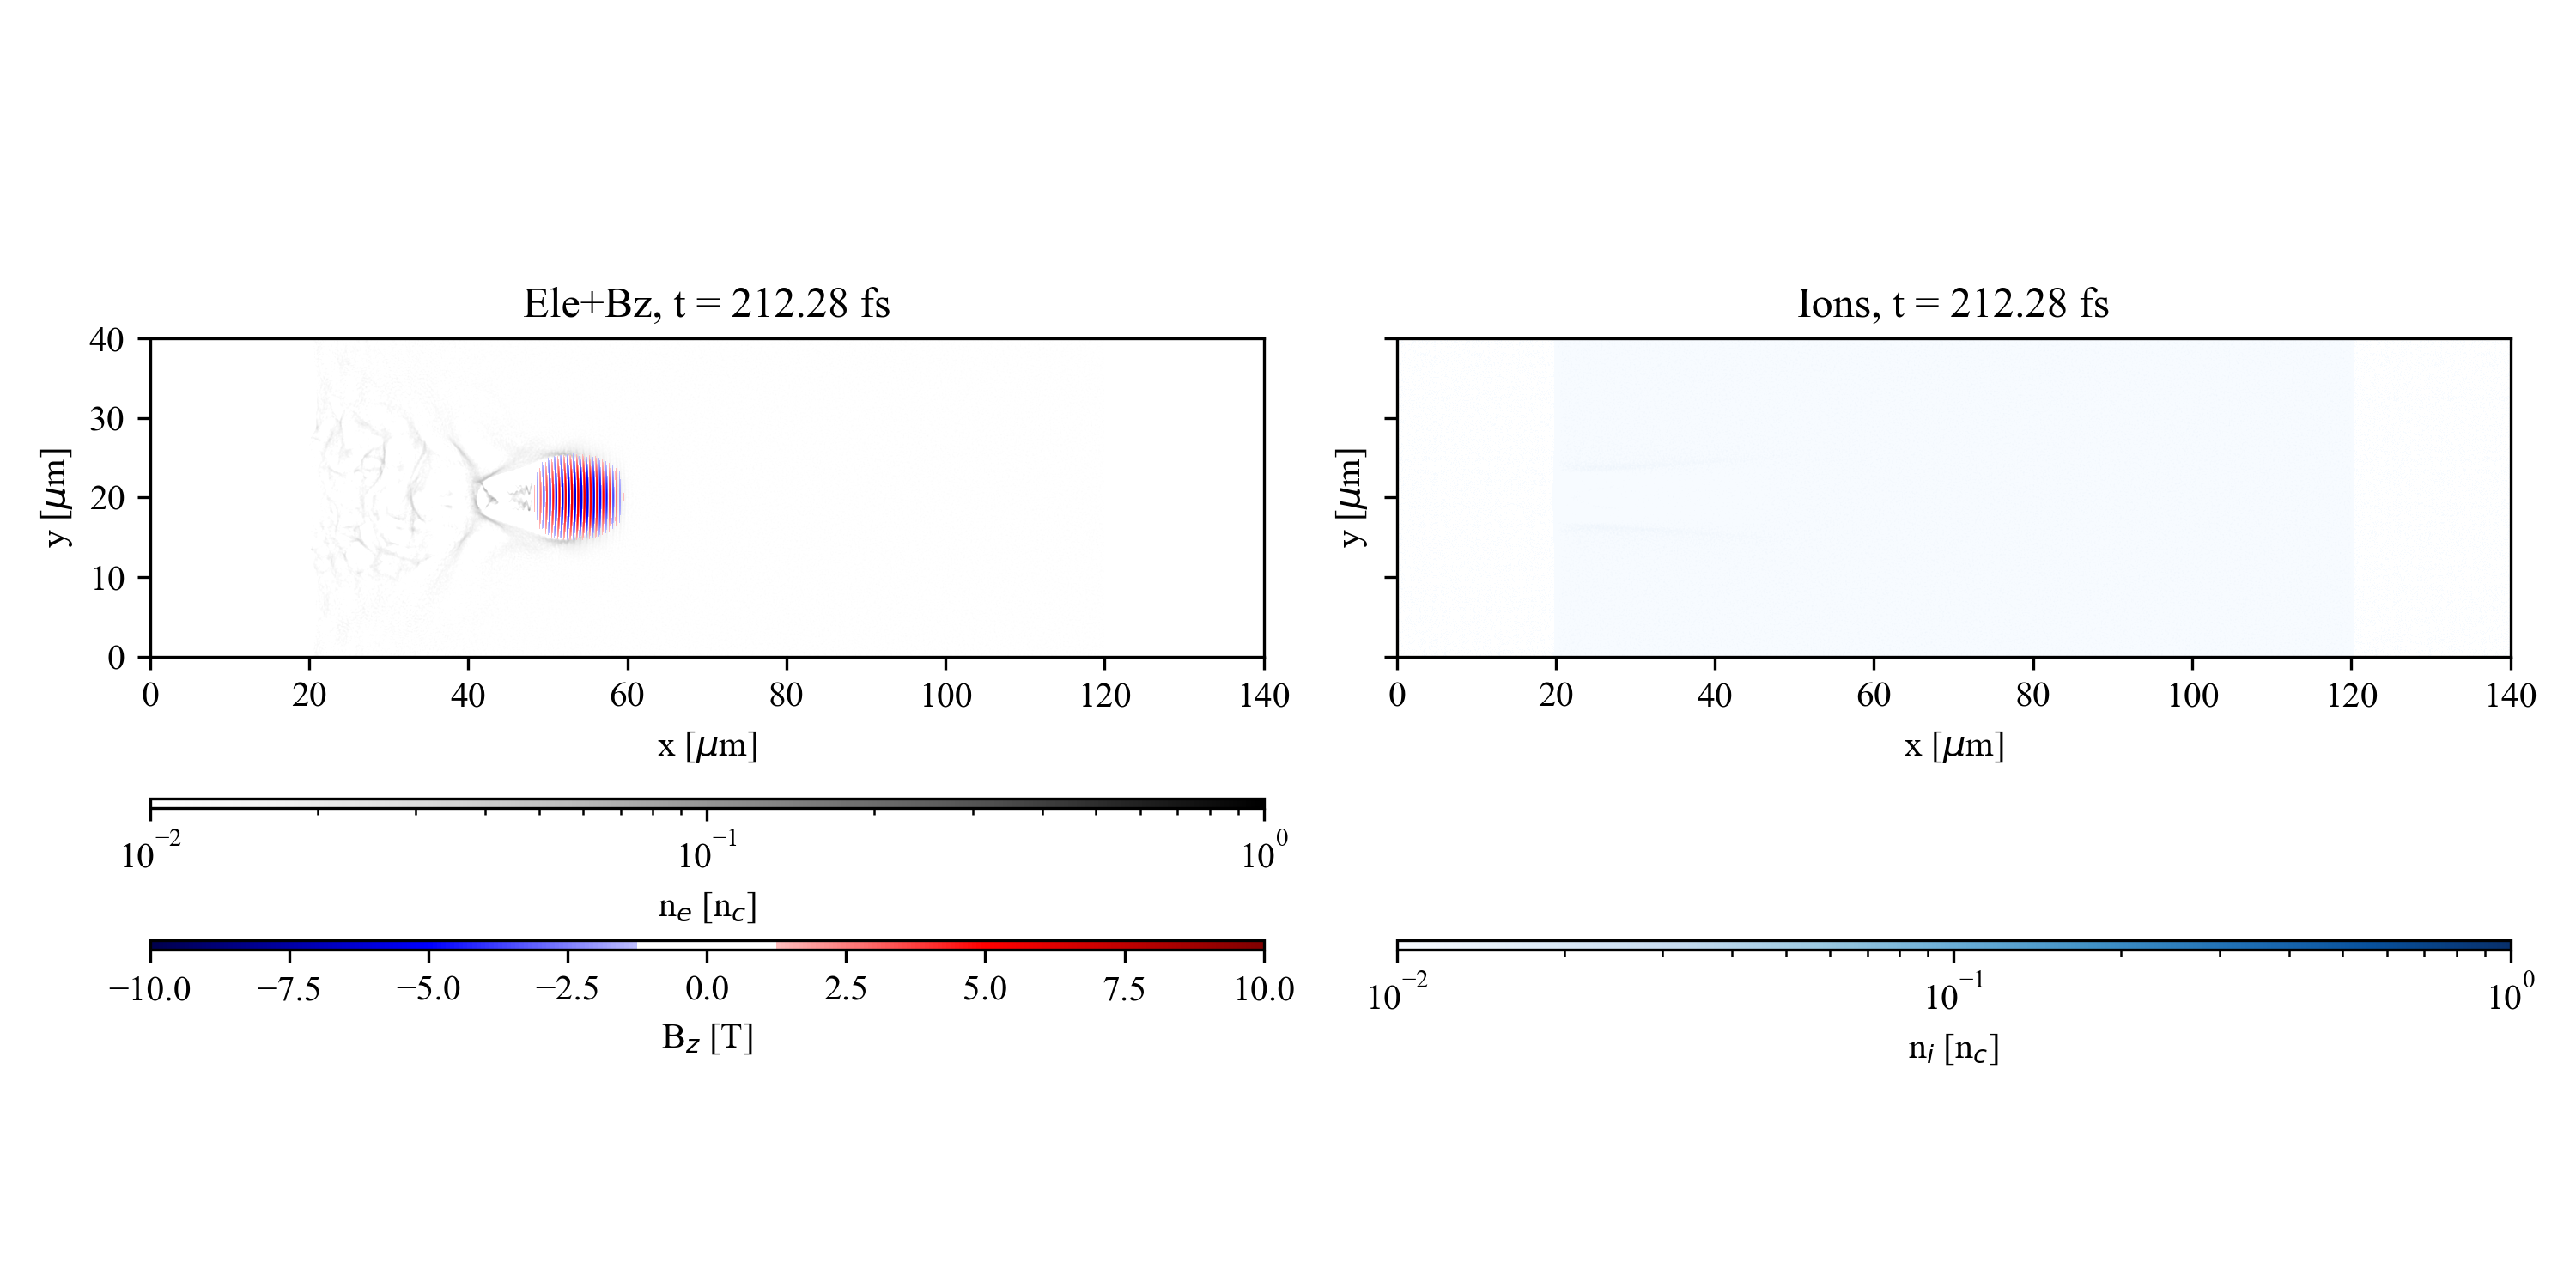 Ele+Bz, t = 212.28 fs
40
30
20
10
0
y [μm]
0 20 40 60 80 100 120 140
x [μm]
10⁻² 10⁻¹ 10⁰
nₑ [n_c]
−10.0 −7.5 −5.0 −2.5 0.0 2.5 5.0 7.5 10.0
B_z [T]
Ions, t = 212.28 fs
y [μm]
0 20 40 60 80 100 120 140
x [μm]
10⁻² 10⁻¹ 10⁰
nᵢ [n_c]